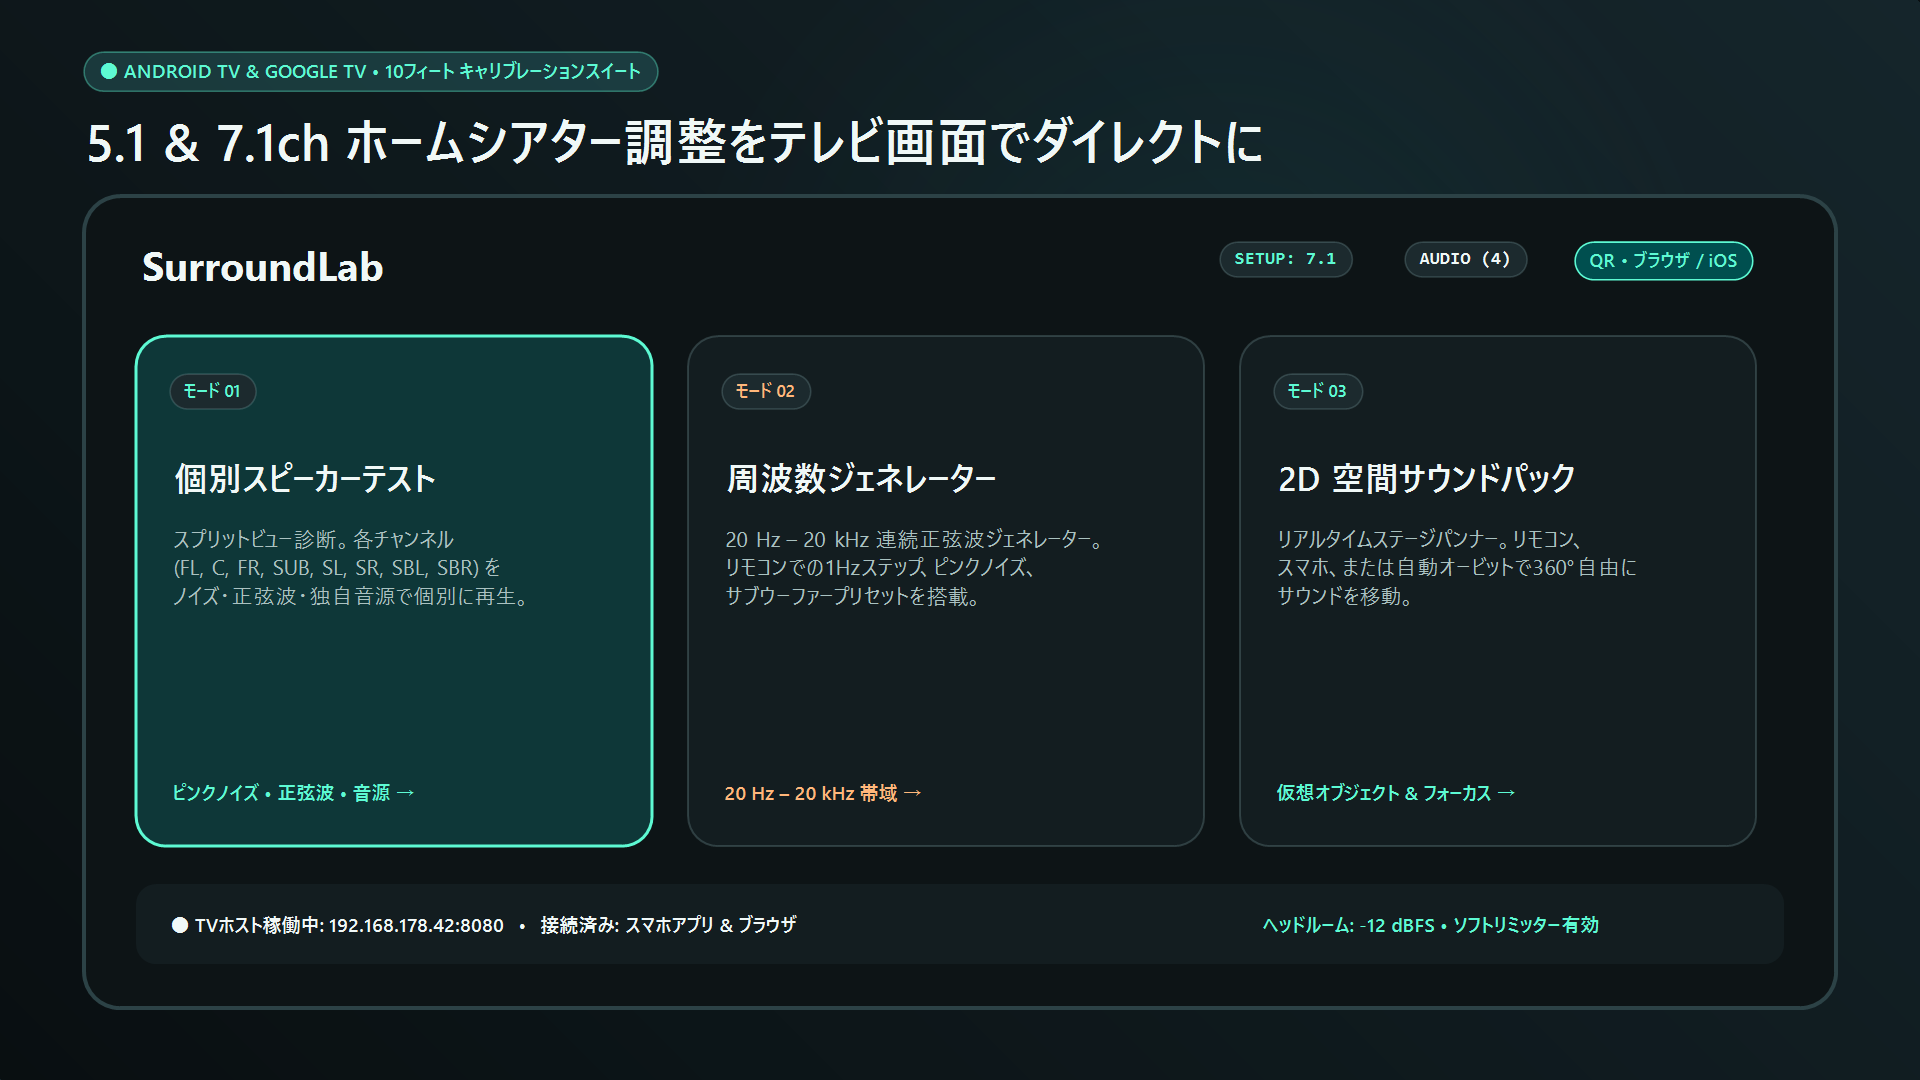 ● ANDROID TV & GOOGLE TV • 10フィート キャリブレーションスイート
5.1 & 7.1ch ホームシアター調整をテレビ画面でダイレクトに
SurroundLab
SETUP: 7.1
AUDIO (4)
QR • ブラウザ / iOS
モード 01
個別スピーカーテスト
スプリットビュー診断。各チャンネル
(FL, C, FR, SUB, SL, SR, SBL, SBR) を
ノイズ・正弦波・独自音源で個別に再生。
ピンクノイズ • 正弦波 • 音源 →
モード 02
周波数ジェネレーター
20 Hz – 20 kHz 連続正弦波ジェネレーター。
リモコンでの1Hzステップ、ピンクノイズ、
サブウーファープリセットを搭載。
20 Hz – 20 kHz 帯域 →
モード 03
2D 空間サウンドパック
リアルタイムステージパンナー。リモコン、
スマホ、または自動オービットで360° 自由に
サウンドを移動。
仮想オブジェクト & フォーカス →
● TVホスト稼働中: 192.168.178.42:8080 • 接続済み: スマホアプリ & ブラウザ
ヘッドルーム: -12 dBFS • ソフトリミッター有効